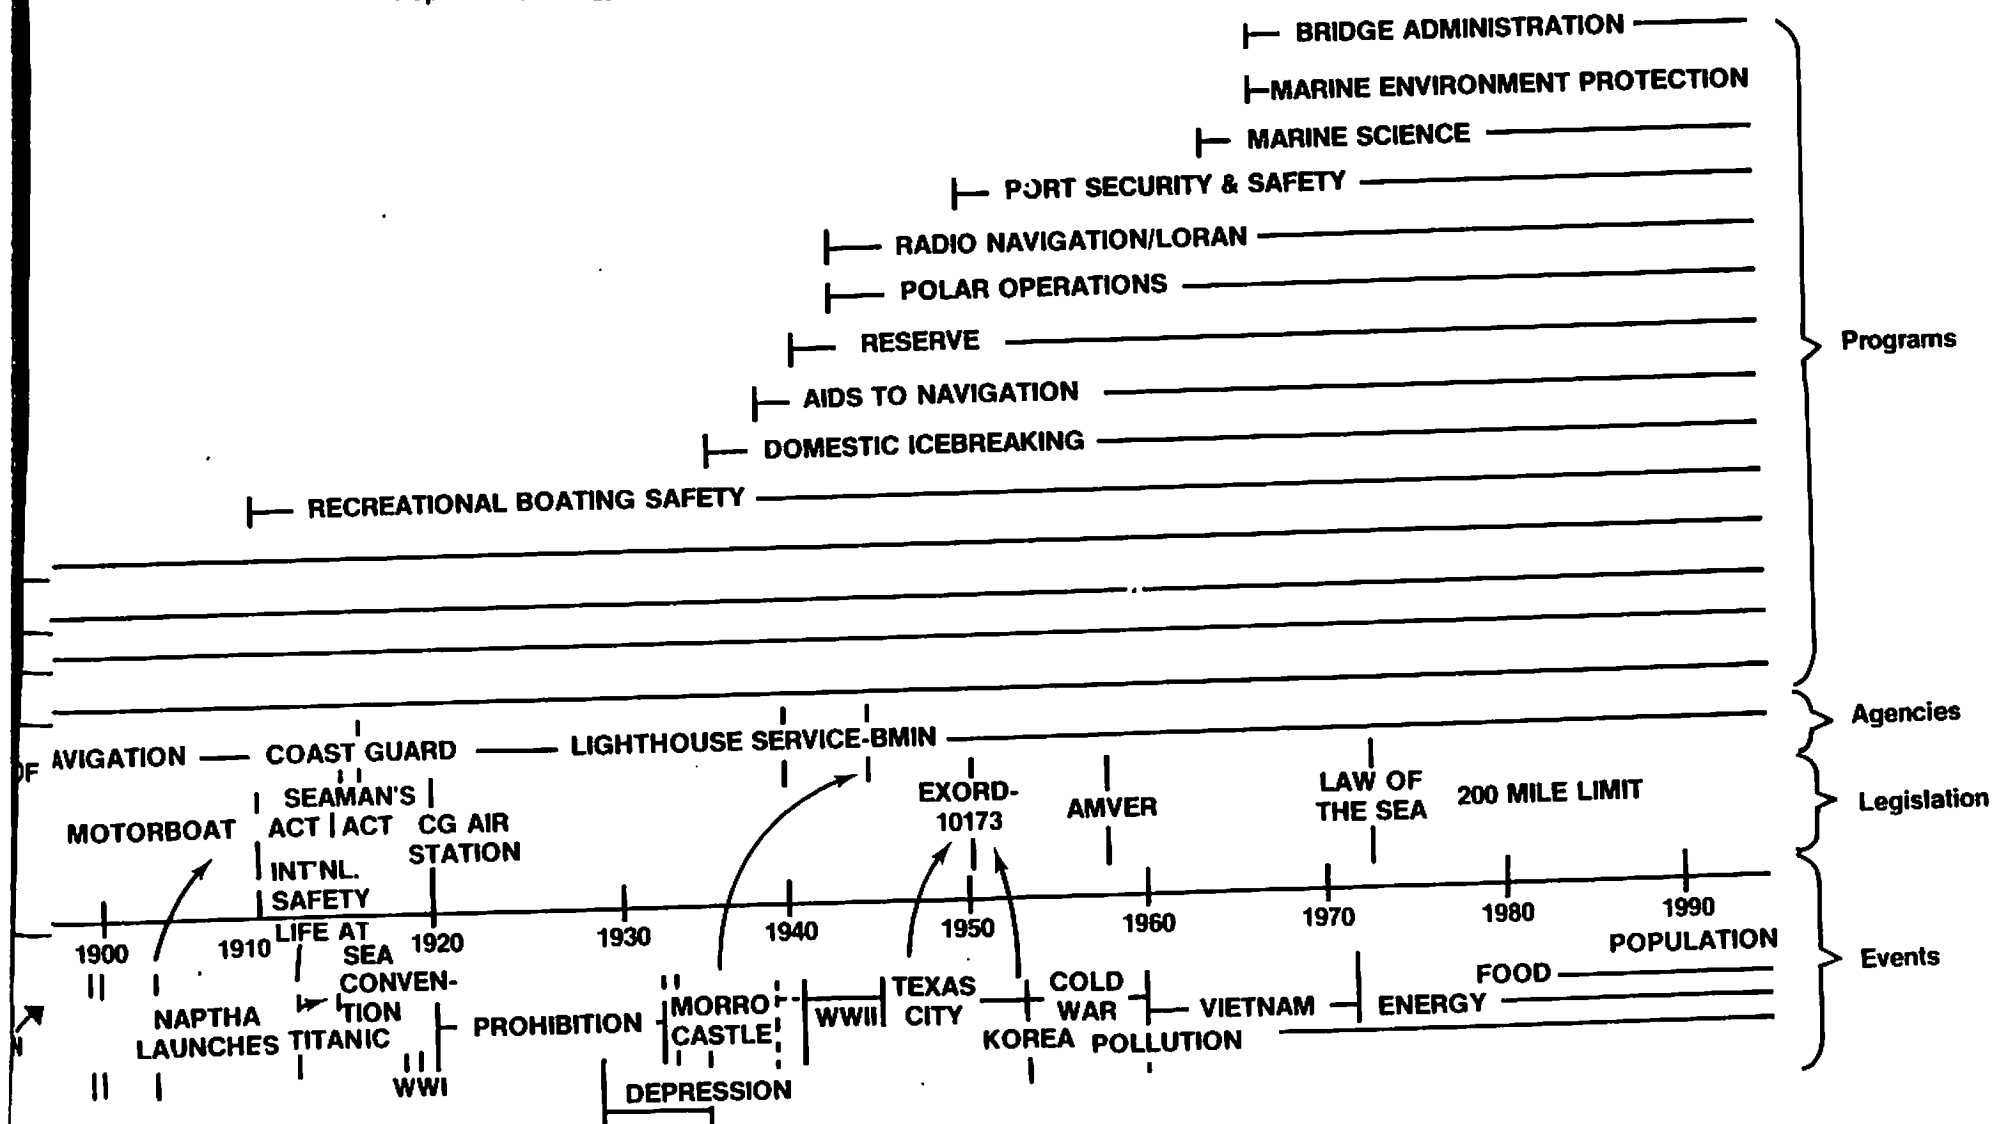 BRIDGE ADMINISTRATION
MARINE ENVIRONMENT PROTECTION
MARINE SCIENCE
PORT SECURITY & SAFETY
RADIO NAVIGATION/LORAN
POLAR OPERATIONS
RESERVE
Programs
AIDS TO NAVIGATION
DOMESTIC ICEBREAKING
RECREATIONAL BOATING SAFETY
Agencies
AVIGATION
COAST GUARD
LIGHTHOUSE SERVICE-BMIN
OF
SEAMAN'S
ACT | ACT
MOTORBOAT
CG AIR
STATION
EXORD-
10173
AMVER
LAW OF
THE SEA
200 MILE LIMIT
Legislation
INT'NL.
SAFETY
LIFE AT
SEA
CONVEN-
TION
1900
1910
1920
1930
1940
1950
1960
1970
1980
1990
POPULATION
FOOD
ENERGY
Events
NAPTHA
LAUNCHES
TITANIC
WWI
PROHIBITION
MORRO
CASTLE
DEPRESSION
WWII
TEXAS
CITY
COLD
WAR
KOREA
VIETNAM
POLLUTION
N